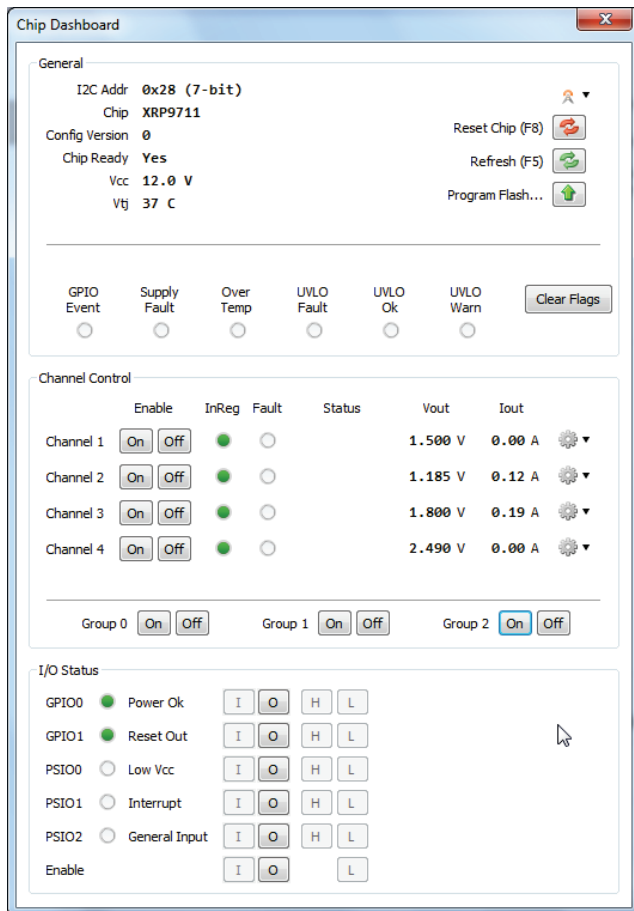 Chip Dashboard
General
I2C Addr 0x28 (7-bit)
Chip XRP9711
Config Version 0
Chip Ready Yes
Vcc 12.0 V
Vtj 37 C
Reset Chip (F8)
Refresh (F5)
Program Flash...
GPIO Event Supply Fault Over Temp UVLO Fault UVLO Ok UVLO Warn Clear Flags
Channel Control
Enable InReg Fault Status Vout Iout
Channel 1 On Off 1.500 V 0.00 A
Channel 2 On Off 1.185 V 0.12 A
Channel 3 On Off 1.800 V 0.19 A
Channel 4 On Off 2.490 V 0.00 A
Group 0 On Off Group 1 On Off Group 2 On Off
I/O Status
GPIO0 Power Ok I O H L
GPIO1 Reset Out I O H L
PSIO0 Low Vcc I O H L
PSIO1 Interrupt I O H L
PSIO2 General Input I O H L
Enable I O L